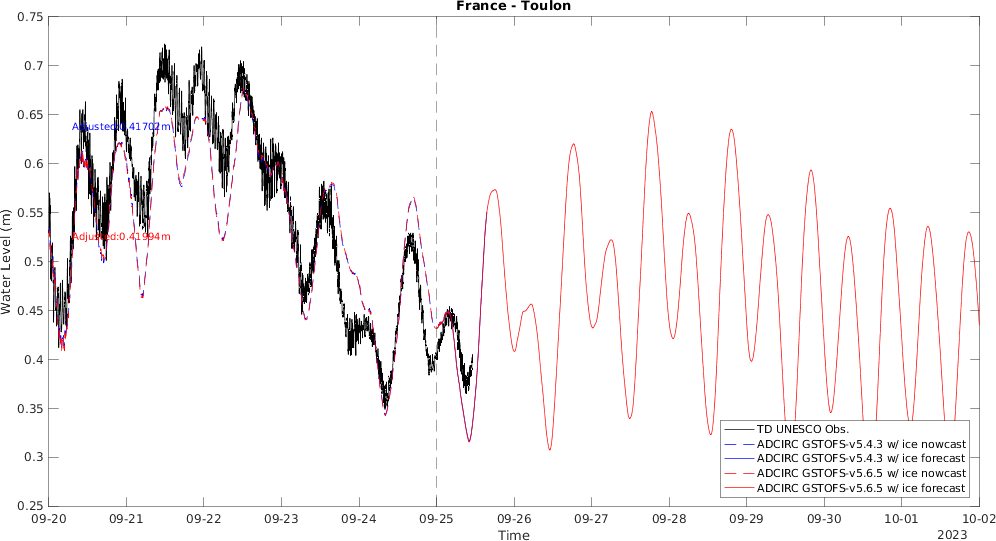 France - Toulon
0.75
0.7
0.65
0.6
0.55
0.5
0.45
0.4
0.35
0.3
0.25
Water Level (m)
Adjusted:0.41702m
Adjusted:0.41994m
TD UNESCO Obs.
ADCIRC GSTOFS-v5.4.3 w/ ice nowcast
ADCIRC GSTOFS-v5.4.3 w/ ice forecast
ADCIRC GSTOFS-v5.6.5 w/ ice nowcast
ADCIRC GSTOFS-v5.6.5 w/ ice forecast
09-20 09-21 09-22 09-23 09-24 09-25 09-26 09-27 09-28 09-29 09-30 10-01 10-02
Time
2023